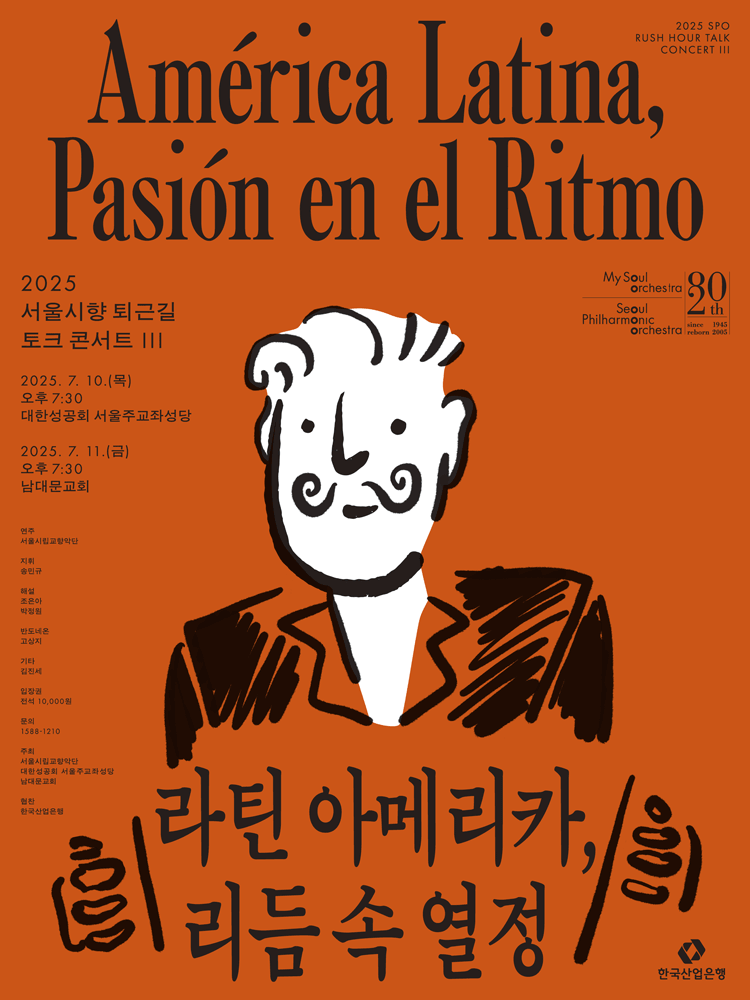 2025 SPO
RUSH HOUR TALK
CONCERT III
América Latina,
Pasión en el Ritmo
2025
서울시향 퇴근길
토크 콘서트 III
2025. 7. 10.(목)
오후 7:30
대한성공회 서울주교좌성당
2025. 7. 11.(금)
오후 7:30
남대문교회
My Soul
orchestra
Seoul
Philharmonic
orchestra
80th
since 1945
reborn 2005
연주
서울시립교향악단
지휘
송민규
해설
조은아
박정원
반도네온
고상지
기타
김진세
입장권
전석 10,000원
문의
1588-1210
주최
서울시립교향악단
대한성공회 서울주교좌성당
남대문교회
협찬
한국산업은행
라틴 아메리카,
리듬 속 열정
한국산업은행